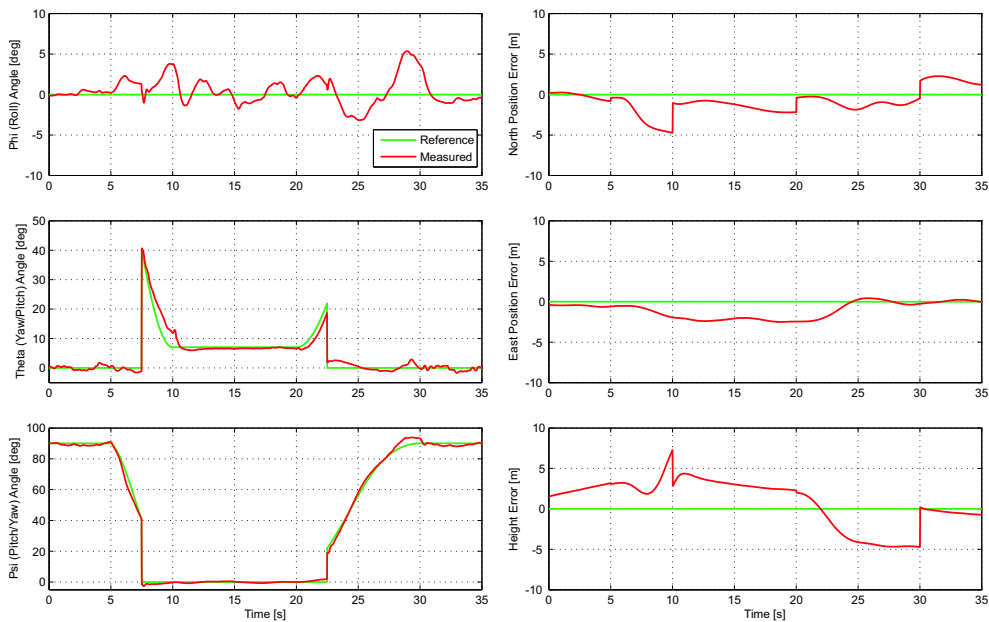 Phi (Roll) Angle [deg]
10
5
0
-5
-10
0 5 10 15 20 25 30 35
Reference
Measured
North Position Error [m]
10
5
0
-5
-10
0 5 10 15 20 25 30 35
Theta (Yaw/Pitch) Angle [deg]
50
40
30
20
10
0
0 5 10 15 20 25 30 35
East Position Error [m]
10
5
0
-5
-10
0 5 10 15 20 25 30 35
Psi (Pitch/Yaw) Angle [deg]
100
80
60
40
20
0
0 5 10 15 20 25 30 35
Time [s]
Height Error [m]
10
5
0
-5
-10
0 5 10 15 20 25 30 35
Time [s]